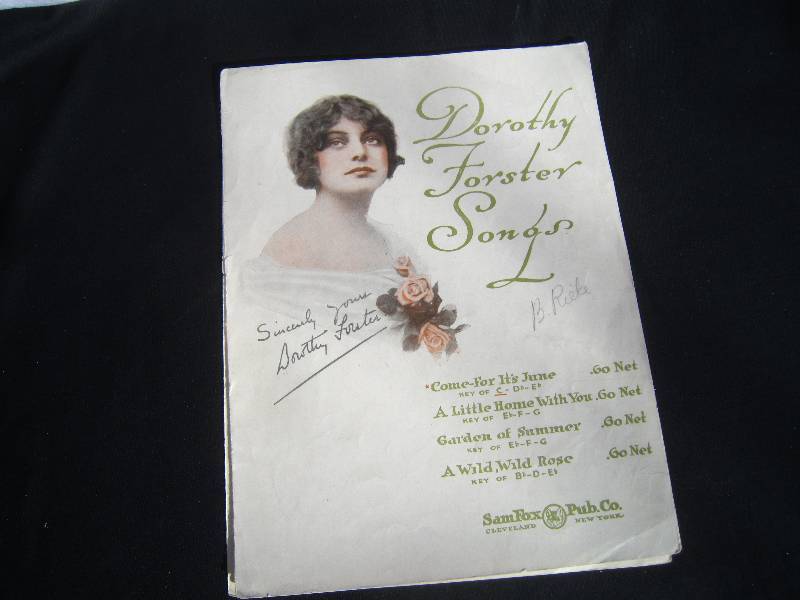 Dorothy
Forster
Songs
Sincerely yours
Dorothy Forster
B. Rieke
*Come-For It's June .60 Net
KEY OF C-D♭-E♭
A Little Home With You .60 Net
KEY OF E♭-F-G
Garden of Summer .60 Net
KEY OF E♭-F-G
A Wild, Wild Rose .60 Net
KEY OF B♭-D-E♭
Sam Fox Pub. Co.
CLEVELAND NEW YORK